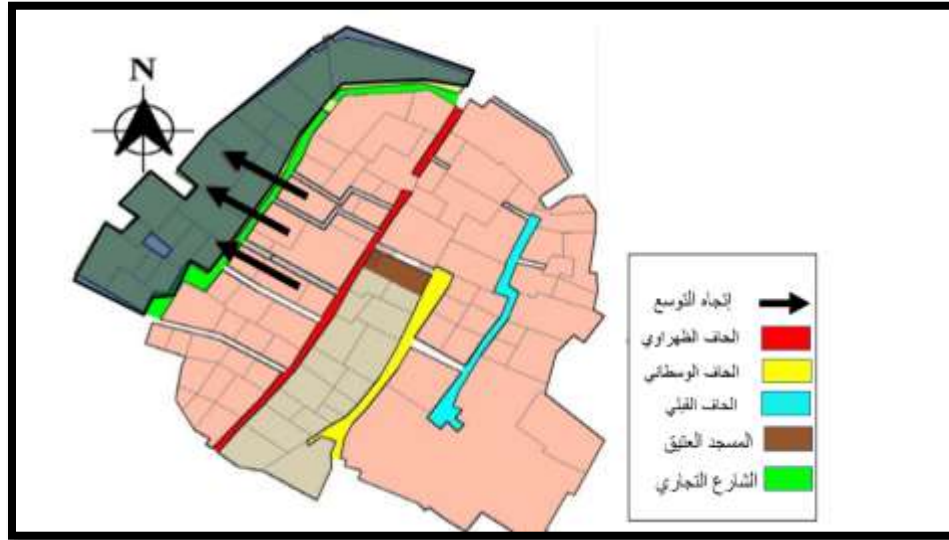 N
إتجاه التوسع
الحاف الظهراوي
الحاف الوسطاني
الحاف القبلي
المسجد العتيق
الشارع التجاري